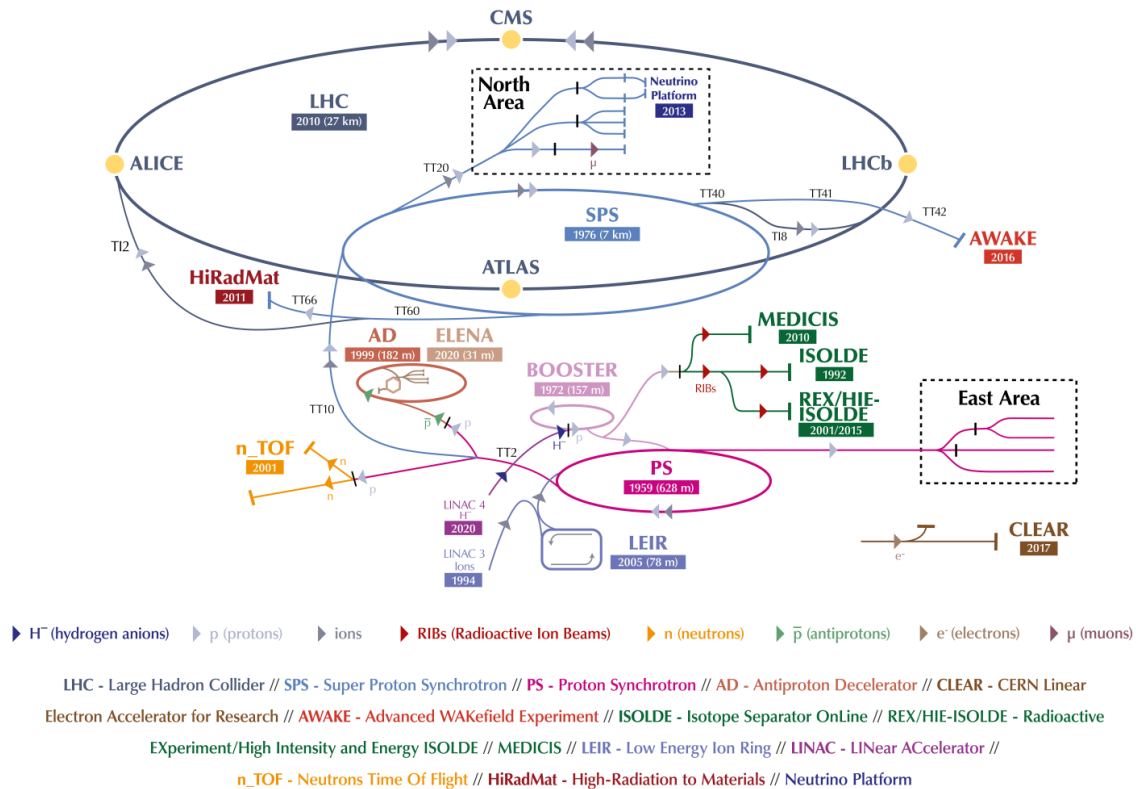 CMS
North
Area
Neutrino
Platform
2013
LHC
2010 (27 km)
ALICE
TT20
μ
LHCb
TT40
TT41
TT42
SPS
1976 (7 km)
TI8
AWAKE
2016
TI2
ATLAS
HiRadMat
2011
TT66
TT60
AD
1999 (182 m)
ELENA
2020 (31 m)
MEDICIS
2010
BOOSTER
1972 (157 m)
ISOLDE
1992
RIBs
REX/HIE-
ISOLDE
2001/2015
East Area
TT10
p̅
p
H⁻
p
n_TOF
2001
n
n
p
TT2
PS
1959 (628 m)
LINAC 4
H⁻
2020
LINAC 3
Ions
1994
LEIR
2005 (78 m)
CLEAR
2017
e⁻
H⁻ (hydrogen anions)
p (protons)
ions
RIBs (Radioactive Ion Beams)
n (neutrons)
p̅ (antiprotons)
e⁻ (electrons)
μ (muons)
LHC - Large Hadron Collider // SPS - Super Proton Synchrotron // PS - Proton Synchrotron // AD - Antiproton Decelerator // CLEAR - CERN Linear
Electron Accelerator for Research // AWAKE - Advanced WAKefield Experiment // ISOLDE - Isotope Separator OnLine // REX/HIE-ISOLDE - Radioactive
EXperiment/High Intensity and Energy ISOLDE // MEDICIS // LEIR - Low Energy Ion Ring // LINAC - LINear ACcelerator //
n_TOF - Neutrons Time Of Flight // HiRadMat - High-Radiation to Materials // Neutrino Platform